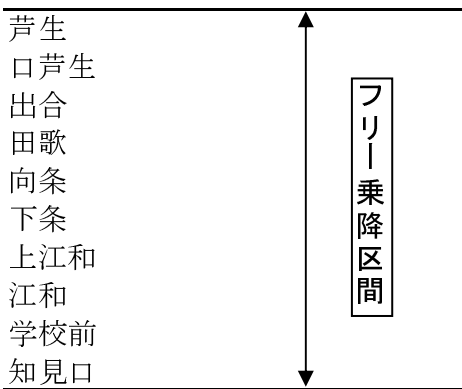 芦生
口芦生
出合
田歌
向条
下条
上江和
江和
学校前
知見口
フリー乗降区間